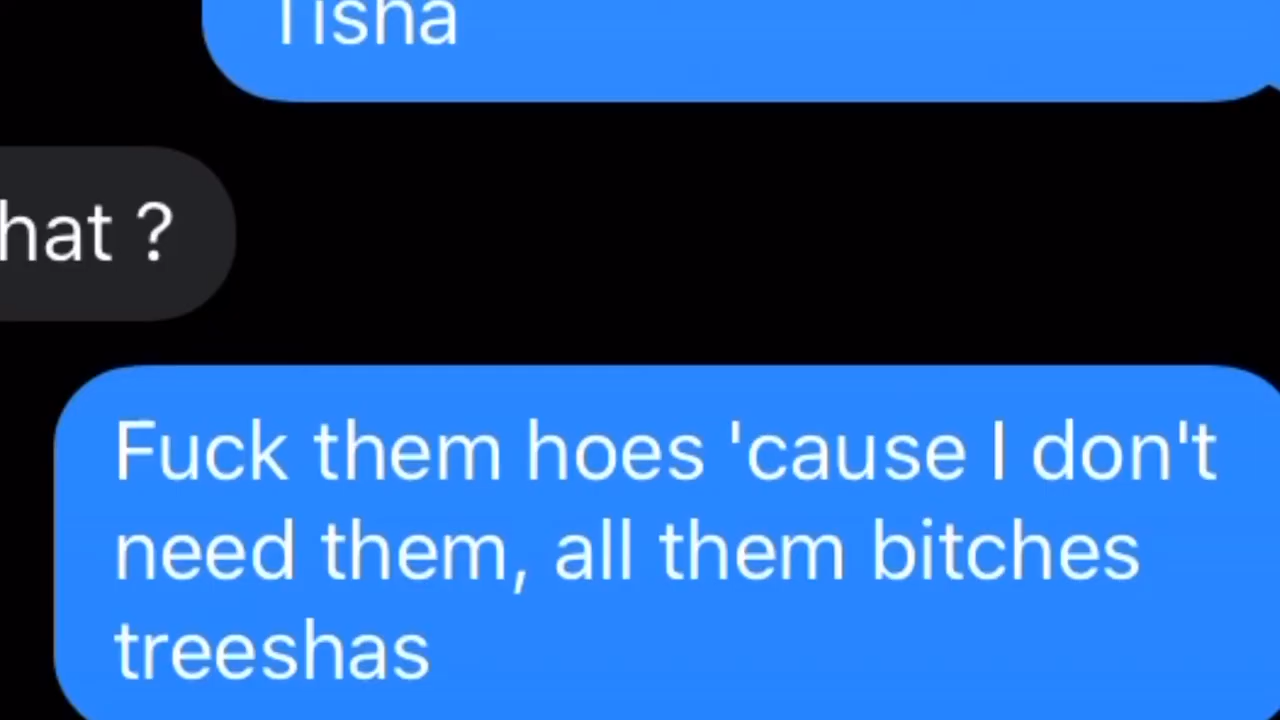 Tisha
hat ?
Fuck them hoes 'cause I don't
need them, all them bitches
treeshas